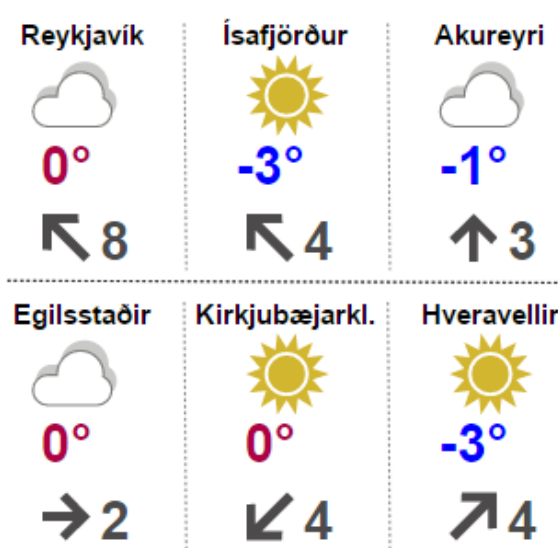 Reykjavík Ísafjörður Akureyri
0° -3° -1°
8 4 3
Egilsstaðir Kirkjubæjarkl. Hveravellir
0° 0° -3°
2 4 4